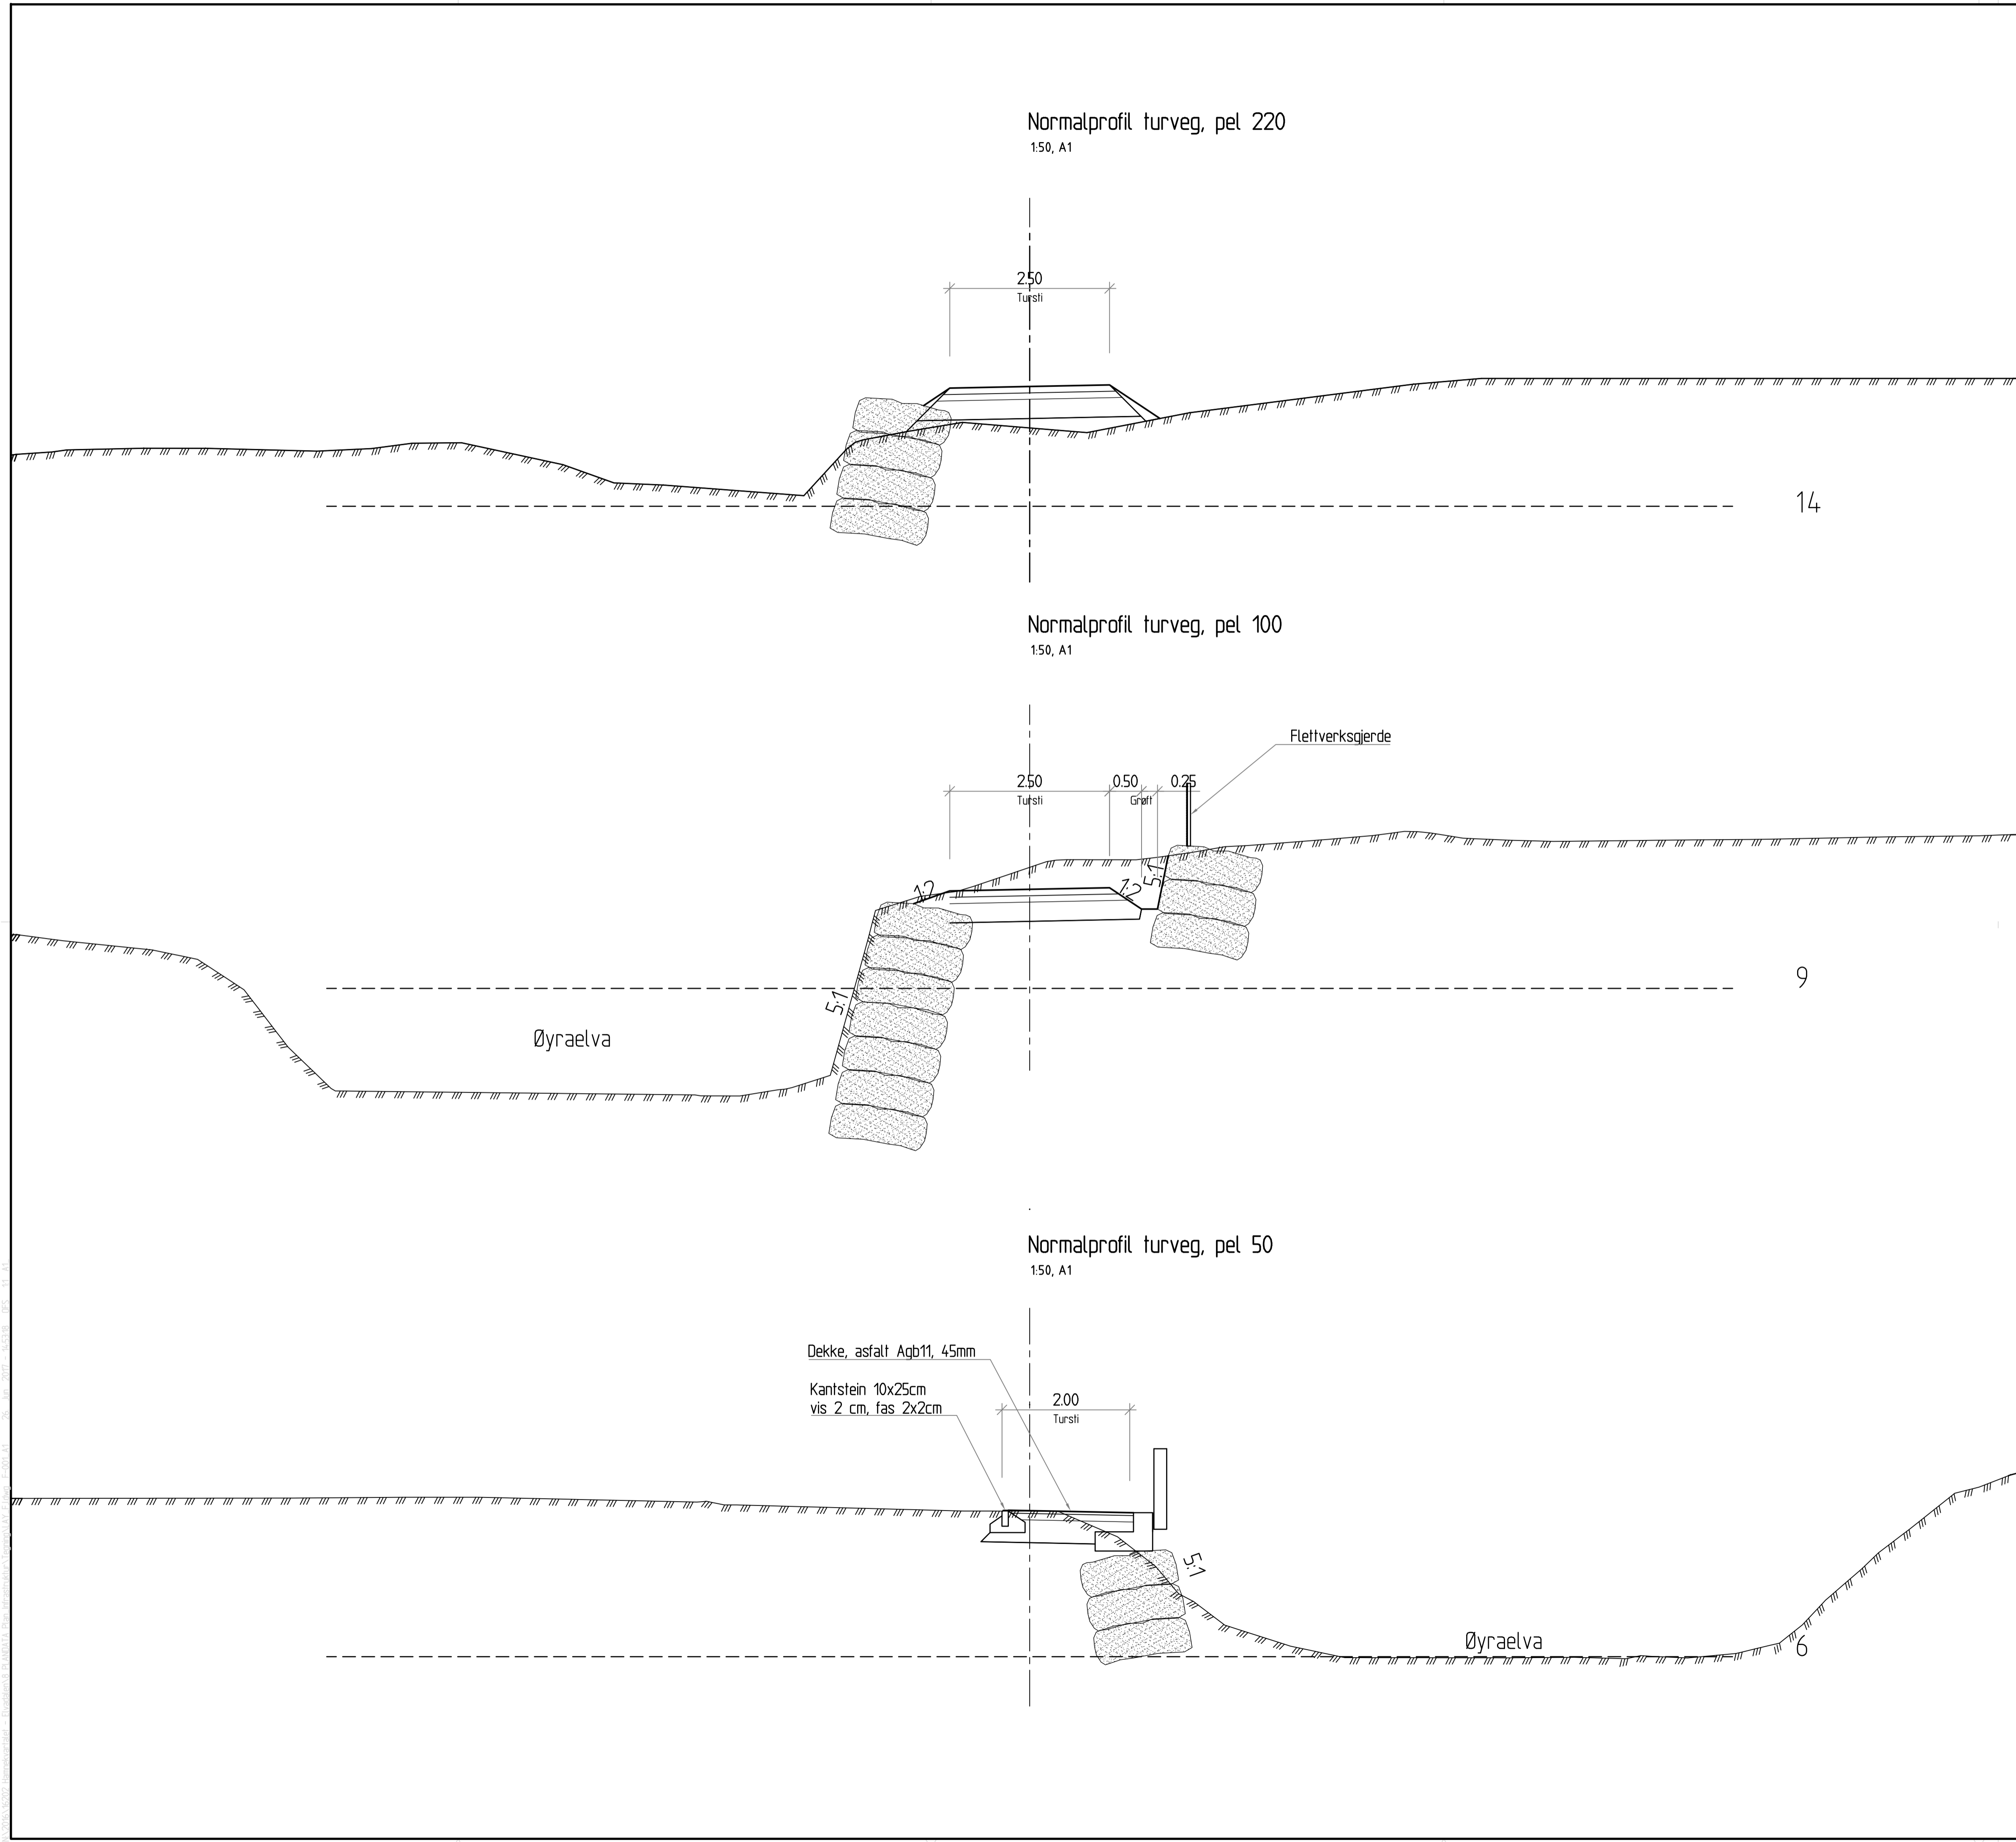 Normalprofil turveg, pel 220
1:50, A1
2.50
Tursti
14
Normalprofil turveg, pel 100
1:50, A1
Flettverksgjerde
2.50
0.50
0.25
Tursti
Grøft
1:2
1:2
5:1
5:1
9
Øyraelva
Normalprofil turveg, pel 50
1:50, A1
Dekke, asfalt Agb11, 45mm
Kantstein 10x25cm
vis 2 cm, fas 2x2cm
2.00
Tursti
5:1
Øyraelva
6